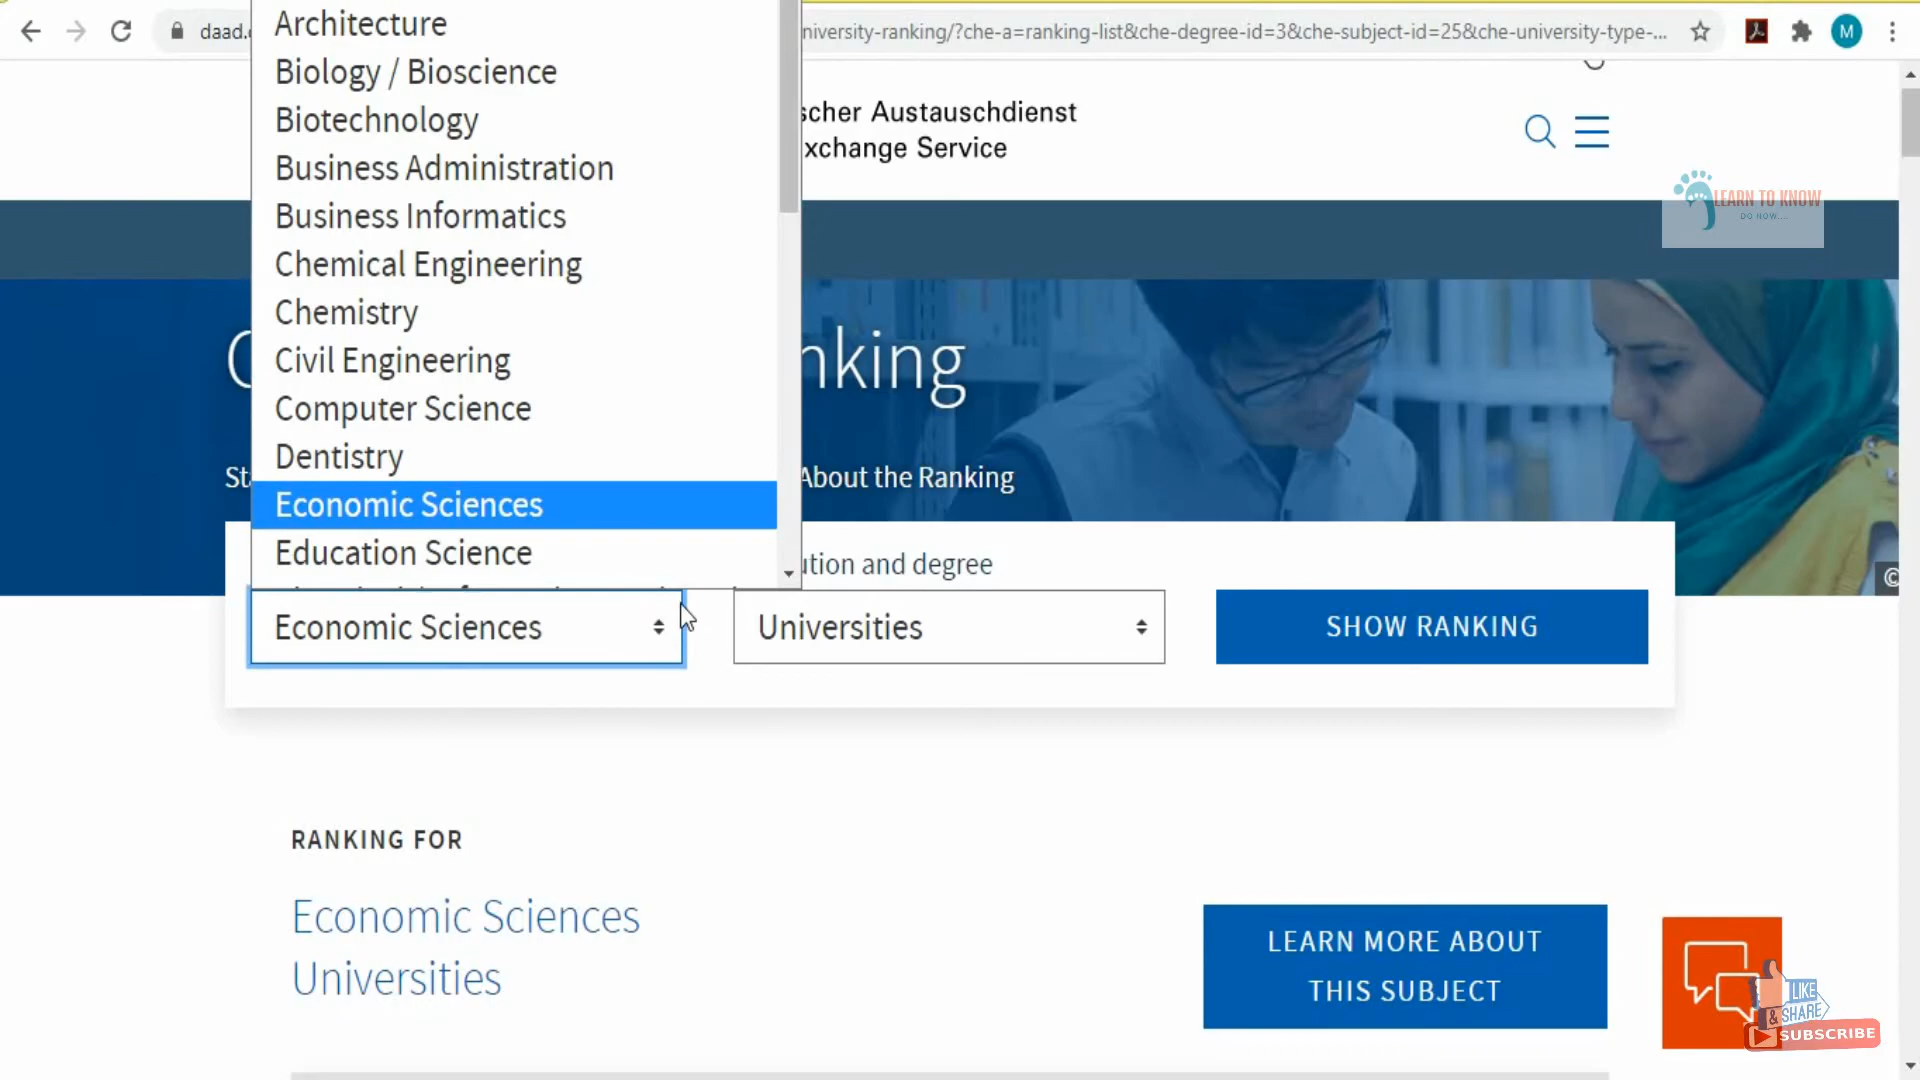 daad.
niversity-ranking/?che-a=ranking-list&che-degree-id=3&che-subject-id=25&che-university-type-...
M
Architecture
Biology / Bioscience
Biotechnology
Business Administration
Business Informatics
Chemical Engineering
Chemistry
Civil Engineering
Computer Science
Dentistry
Economic Sciences
Education Science
scher Austauschdienst
xchange Service
LEARN TO KNOW
DO NOW....
nking
St
About the Ranking
©
ution and degree
Economic Sciences
Universities
SHOW RANKING
RANKING FOR
Economic Sciences
Universities
LEARN MORE ABOUT
THIS SUBJECT
LIKE
& SHARE
SUBSCRIBE